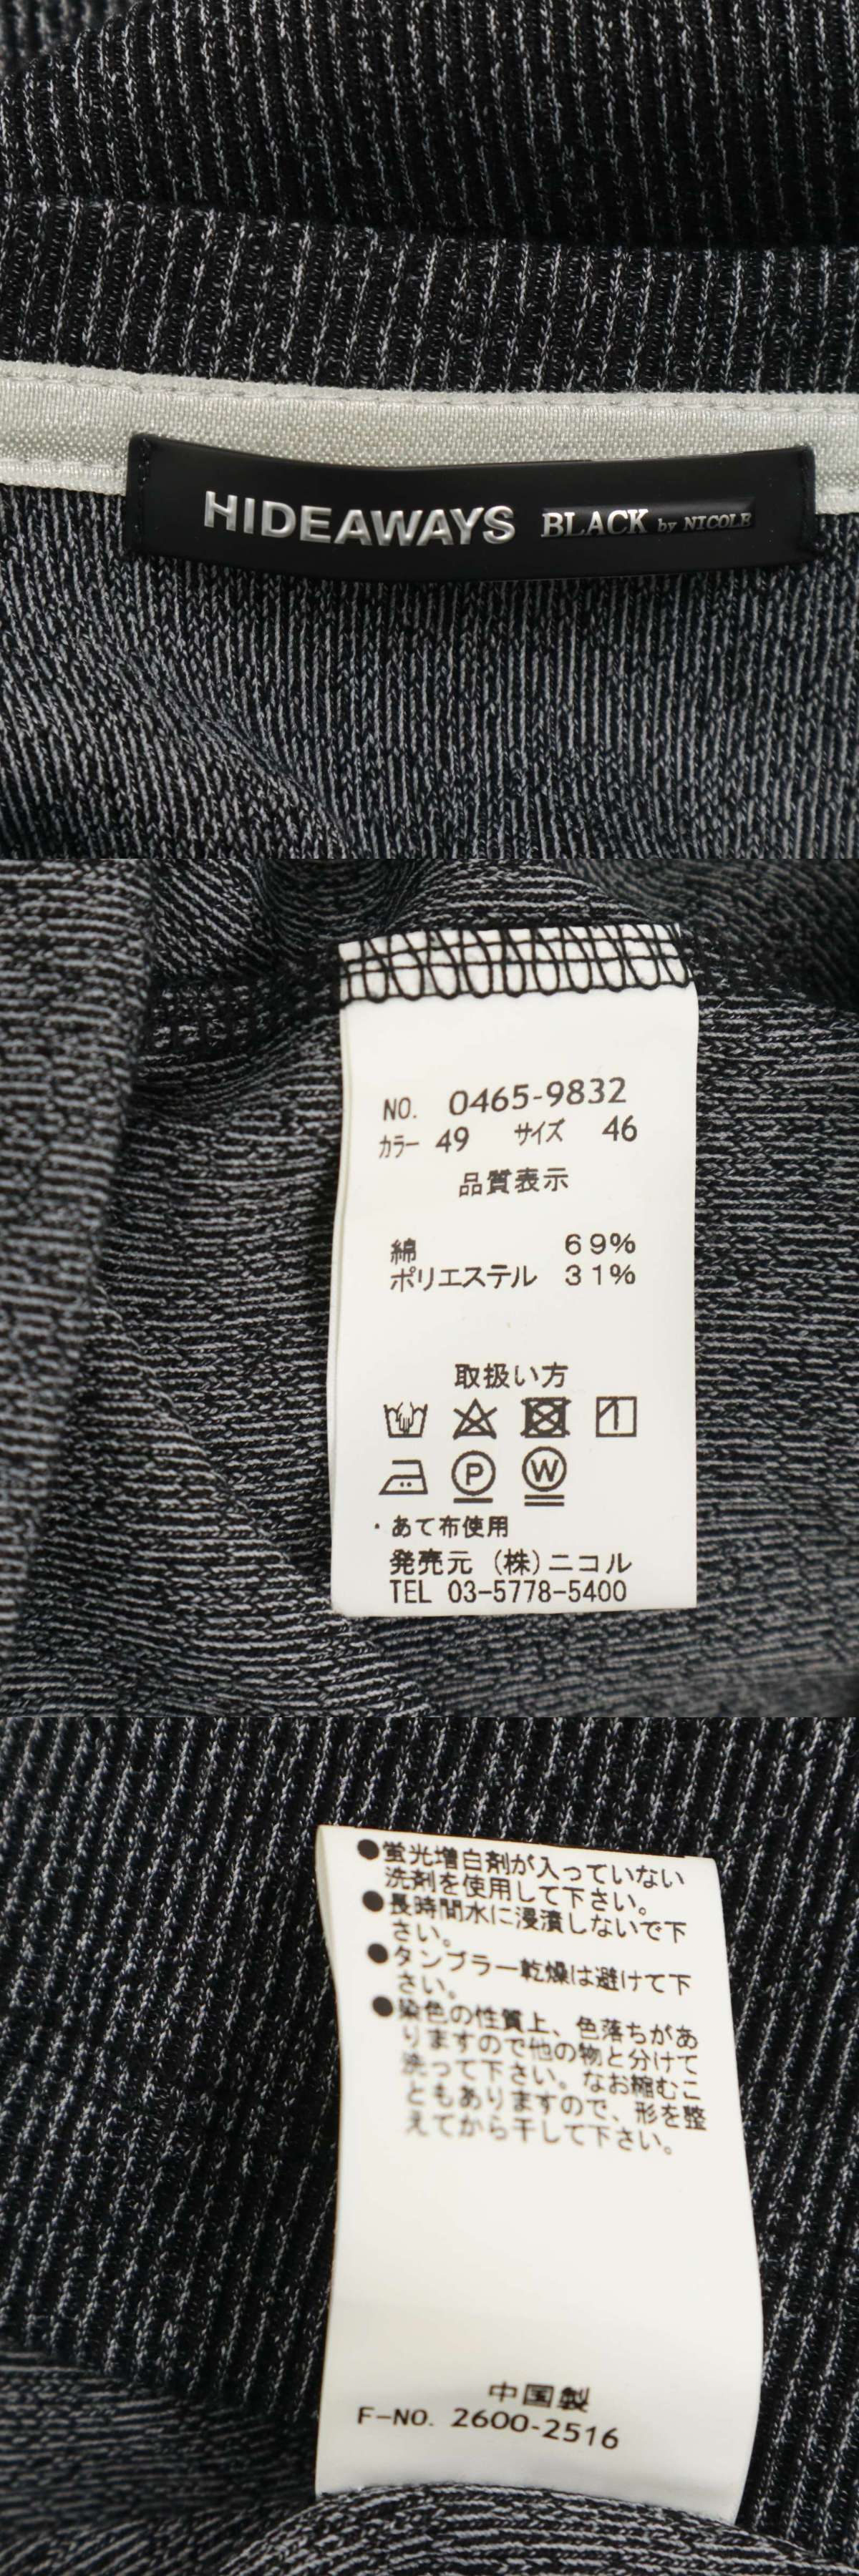 HIDEAWAYS BLACK by NICOLE
NO. 0465-9832
カラー 49 サイズ 46
品質表示
綿 69%
ポリエステル 31%
取扱い方
P W
・あて布使用
発売元 (株)ニコル
TEL 03-5778-5400
●蛍光増白剤が入っていない
洗剤を使用して下さい。
●長時間水に浸漬しないで下
さい。
●タンブラー乾燥は避けて下
さい。
●染色の性質上、色落ちがあ
りますので他の物と分けて
洗って下さい。なお縮むこ
ともありますので、形を整
えてから干して下さい。
中国製
F-NO. 2600-2516